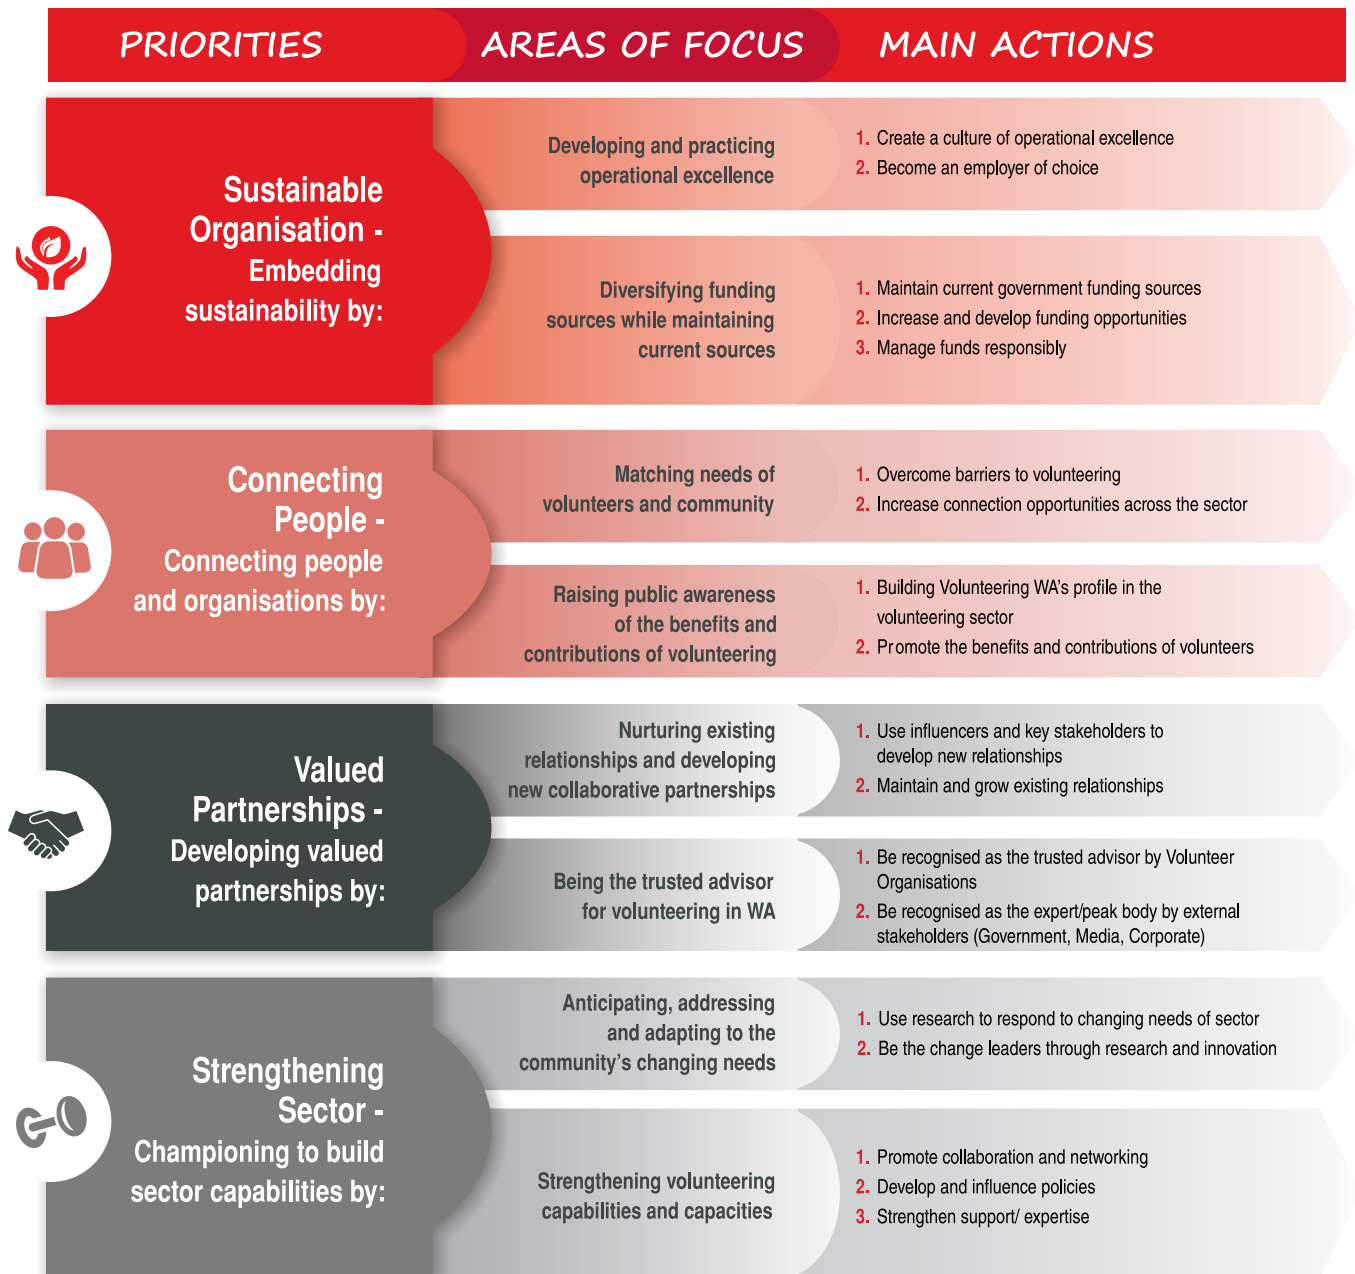 PRIORITIES
AREAS OF FOCUS
MAIN ACTIONS
Sustainable
Organisation -
Embedding
sustainability by:
Developing and practicing
operational excellence
1. Create a culture of operational excellence
2. Become an employer of choice
Diversifying funding
sources while maintaining
current sources
1. Maintain current government funding sources
2. Increase and develop funding opportunities
3. Manage funds responsibly
Connecting
People -
Connecting people
and organisations by:
Matching needs of
volunteers and community
1. Overcome barriers to volunteering
2. Increase connection opportunities across the sector
Raising public awareness
of the benefits and
contributions of volunteering
1. Building Volunteering WA's profile in the
volunteering sector
2. Promote the benefits and contributions of volunteers
Valued
Partnerships -
Developing valued
partnerships by:
Nurturing existing
relationships and developing
new collaborative partnerships
1. Use influencers and key stakeholders to
develop new relationships
2. Maintain and grow existing relationships
Being the trusted advisor
for volunteering in WA
1. Be recognised as the trusted advisor by Volunteer
Organisations
2. Be recognised as the expert/peak body by external
stakeholders (Government, Media, Corporate)
Strengthening
Sector -
Championing to build
sector capabilities by:
Anticipating, addressing
and adapting to the
community's changing needs
1. Use research to respond to changing needs of sector
2. Be the change leaders through research and innovation
Strengthening volunteering
capabilities and capacities
1. Promote collaboration and networking
2. Develop and influence policies
3. Strengthen support/ expertise